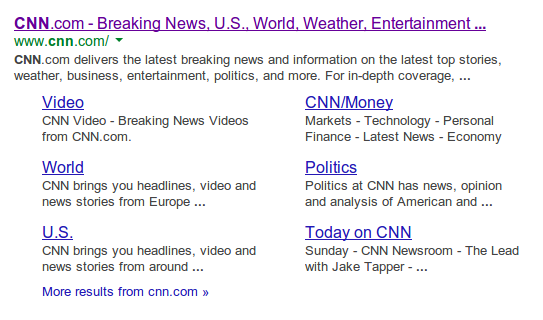 CNN.com - Breaking News, U.S., World, Weather, Entertainment ...
www.cnn.com/
CNN.com delivers the latest breaking news and information on the latest top stories,
weather, business, entertainment, politics, and more. For in-depth coverage, ...
Video
CNN Video - Breaking News Videos
from CNN.com.
CNN/Money
Markets - Technology - Personal
Finance - Latest News - Economy
World
CNN brings you headlines, video and
news stories from Europe ...
Politics
Politics at CNN has news, opinion
and analysis of American and ...
U.S.
CNN brings you headlines, video and
news stories from around ...
Today on CNN
Sunday - CNN Newsroom - The Lead
with Jake Tapper - ...
More results from cnn.com »